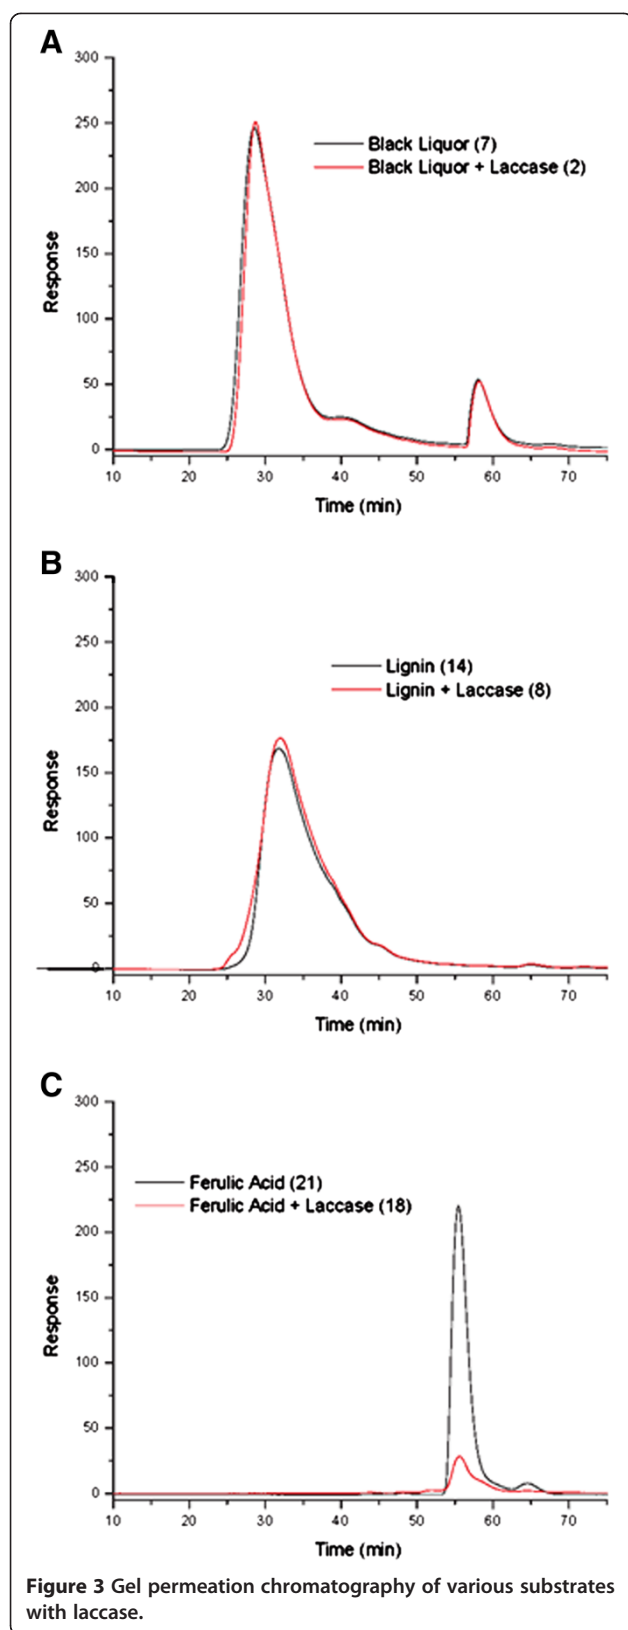 A
300
250
200
150
100
50
0
Response
Black Liquor (7)
Black Liquor + Laccase (2)
10 20 30 40 50 60 70
Time (min)
B
300
250
200
150
100
50
0
Response
Lignin (14)
Lignin + Laccase (8)
10 20 30 40 50 60 70
Time (min)
C
300
250
200
150
100
50
0
Response
Ferulic Acid (21)
Ferulic Acid + Laccase (18)
10 20 30 40 50 60 70
Time (min)
Figure 3 Gel permeation chromatography of various substrates
with laccase.